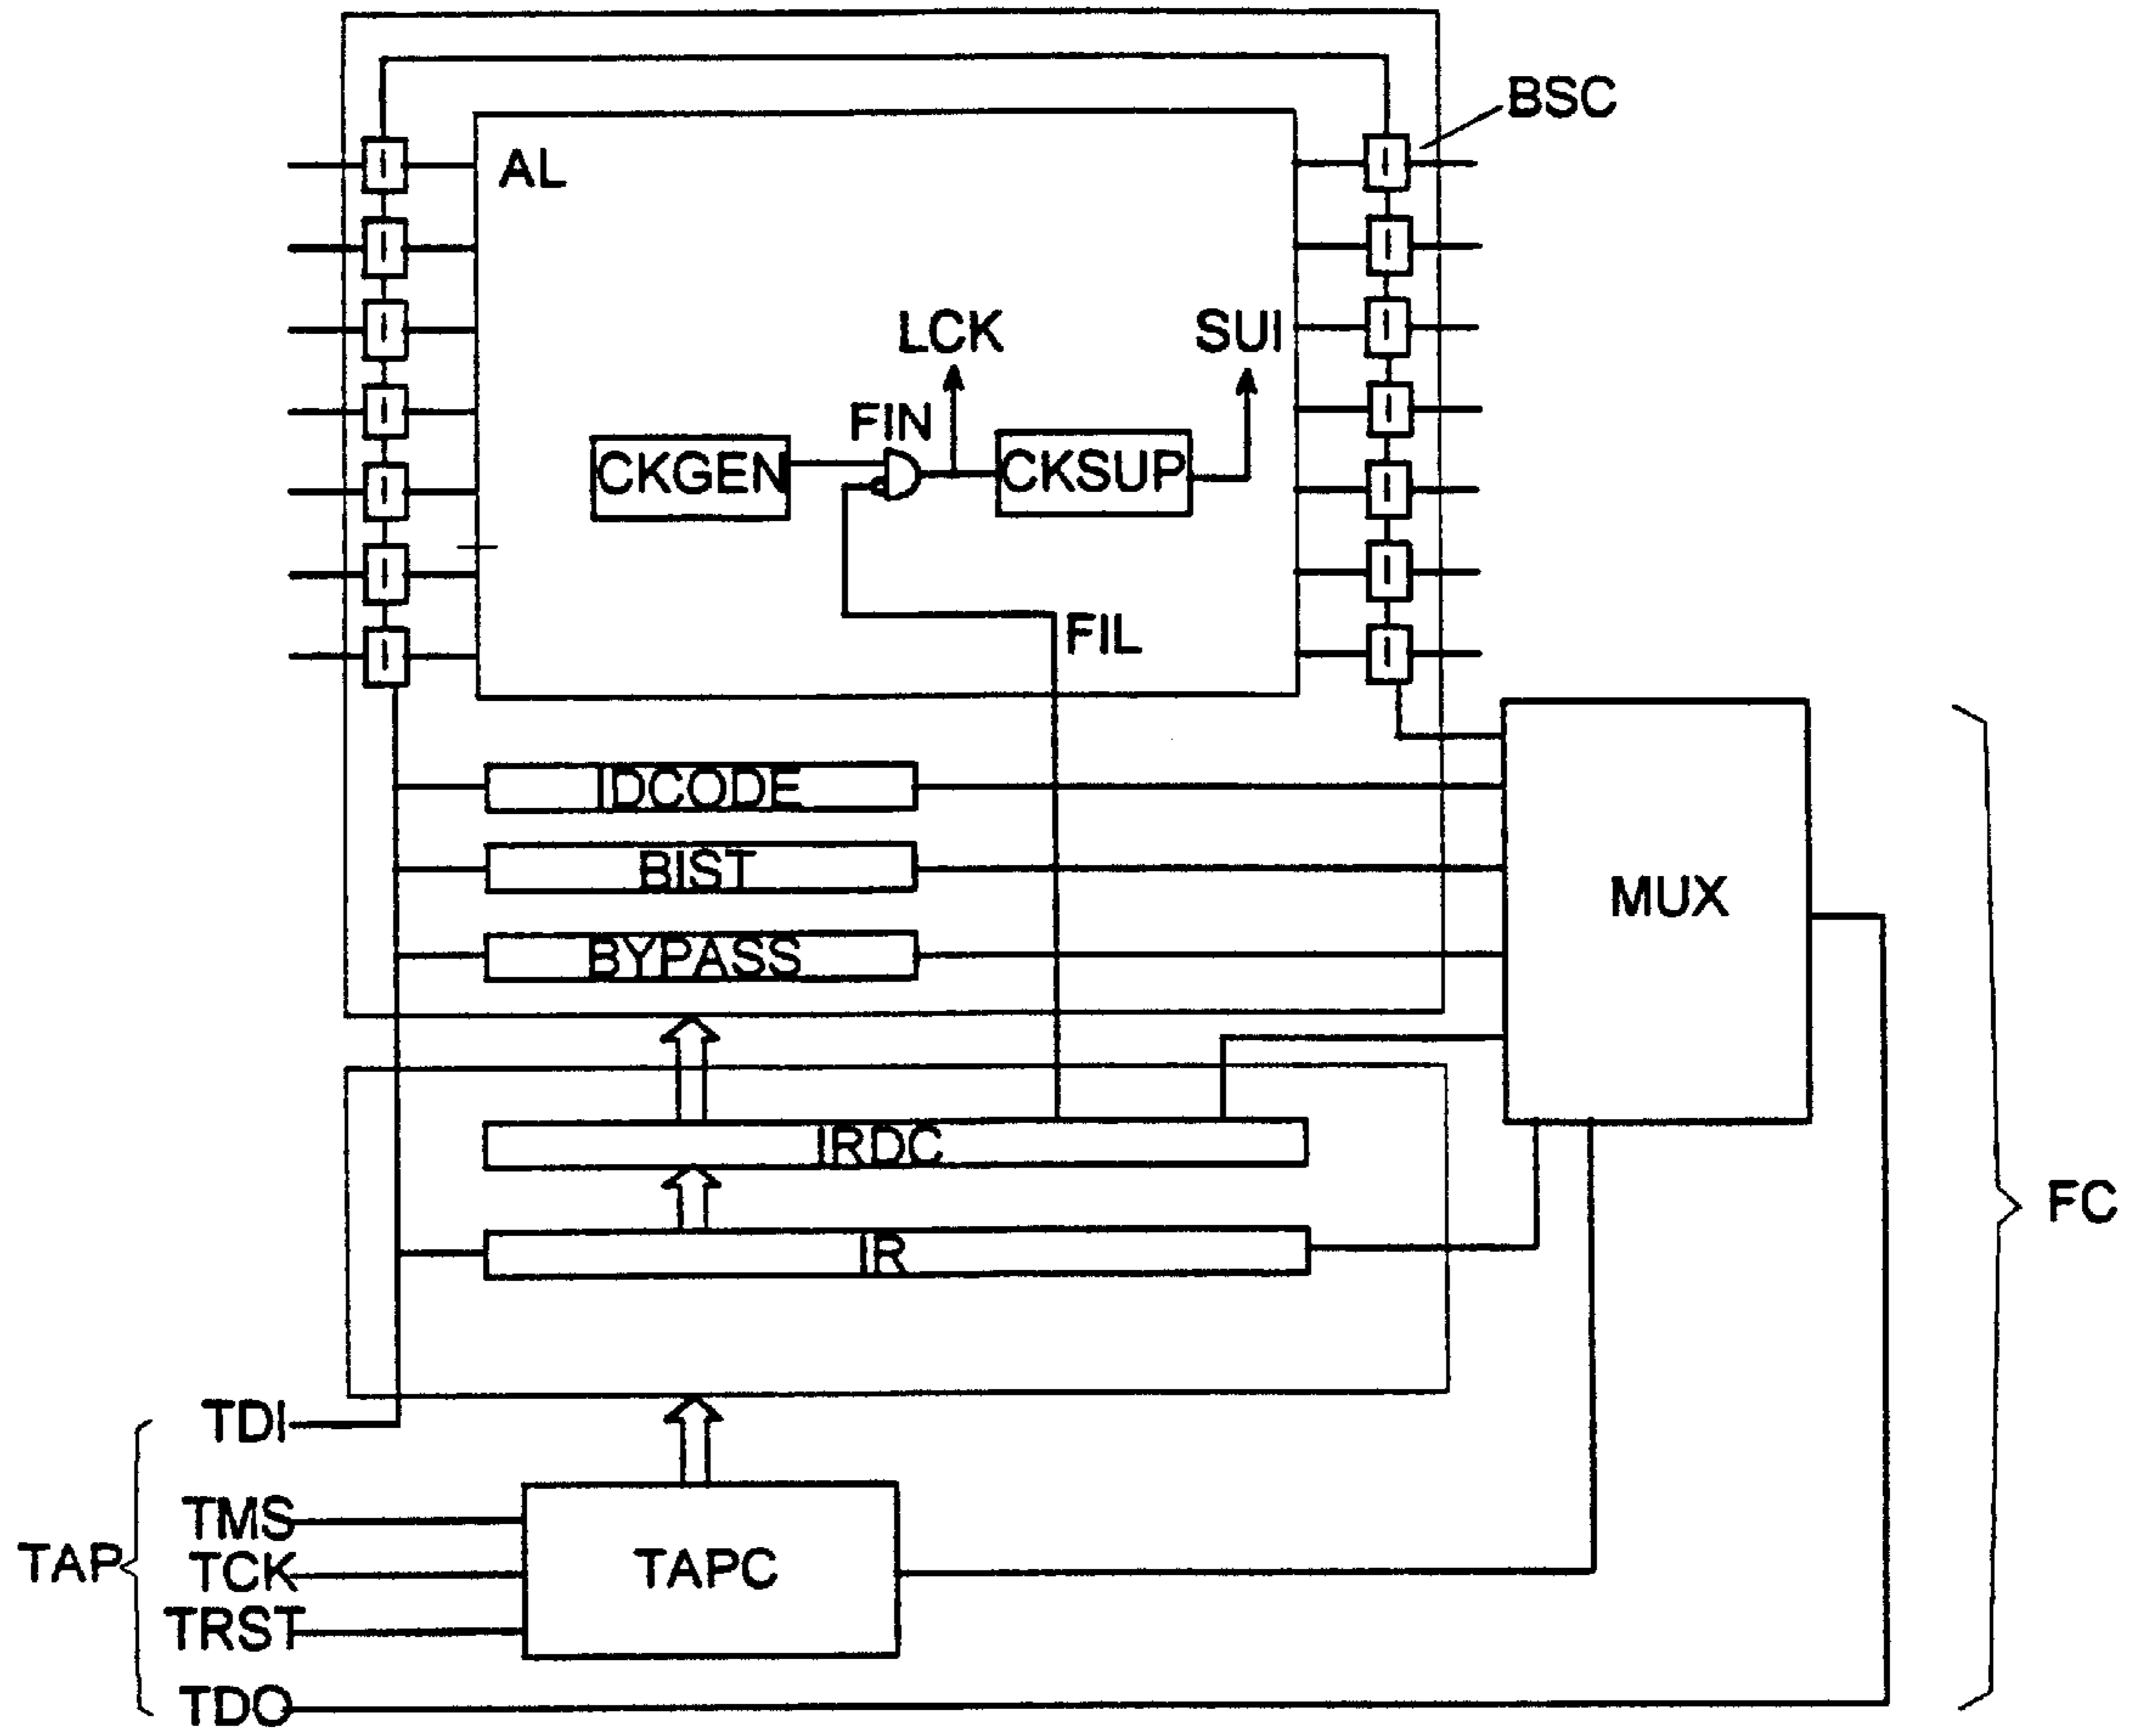 BSC
AL
LCK
SUI
FIN
CKGEN
CKSUP
FIL
IDCODE
BIST
MUX
BYPASS
IRDC
FC
IR
TDI
TMS
TAP
TCK
TAPC
TRST
TDO